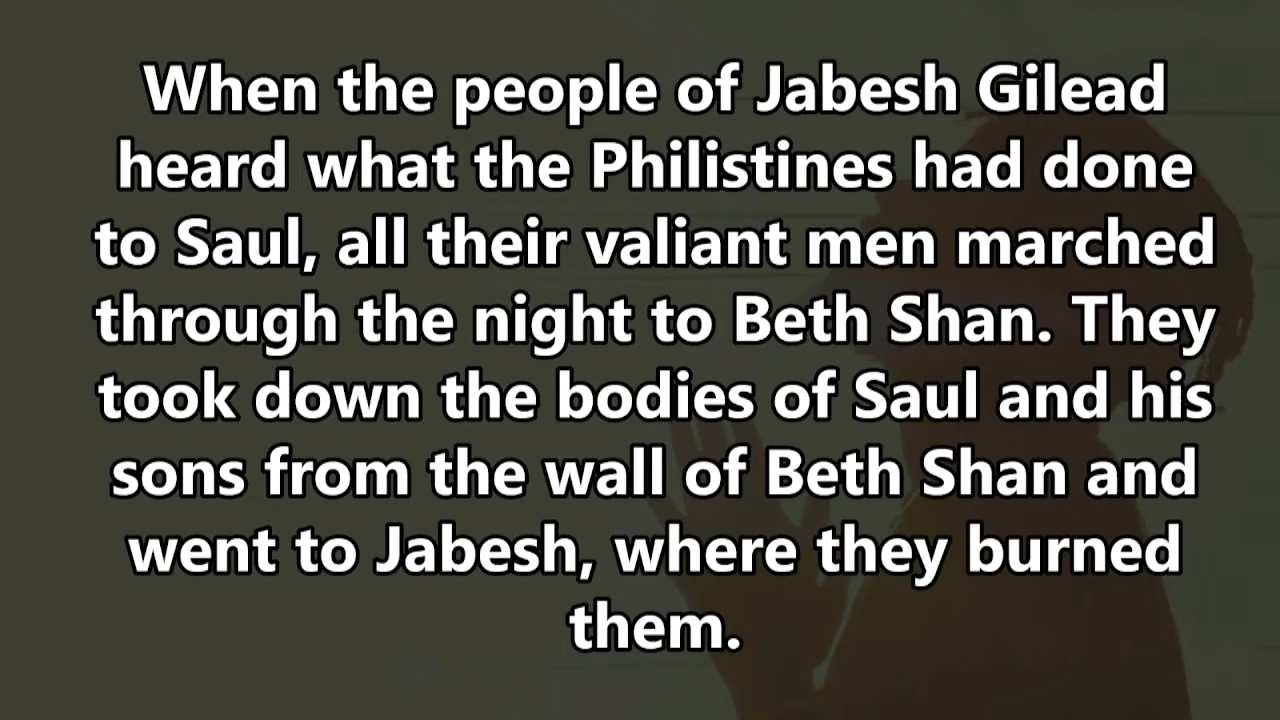 When the people of Jabesh Gilead
heard what the Philistines had done
to Saul, all their valiant men marched
through the night to Beth Shan. They
took down the bodies of Saul and his
sons from the wall of Beth Shan and
went to Jabesh, where they burned
them.